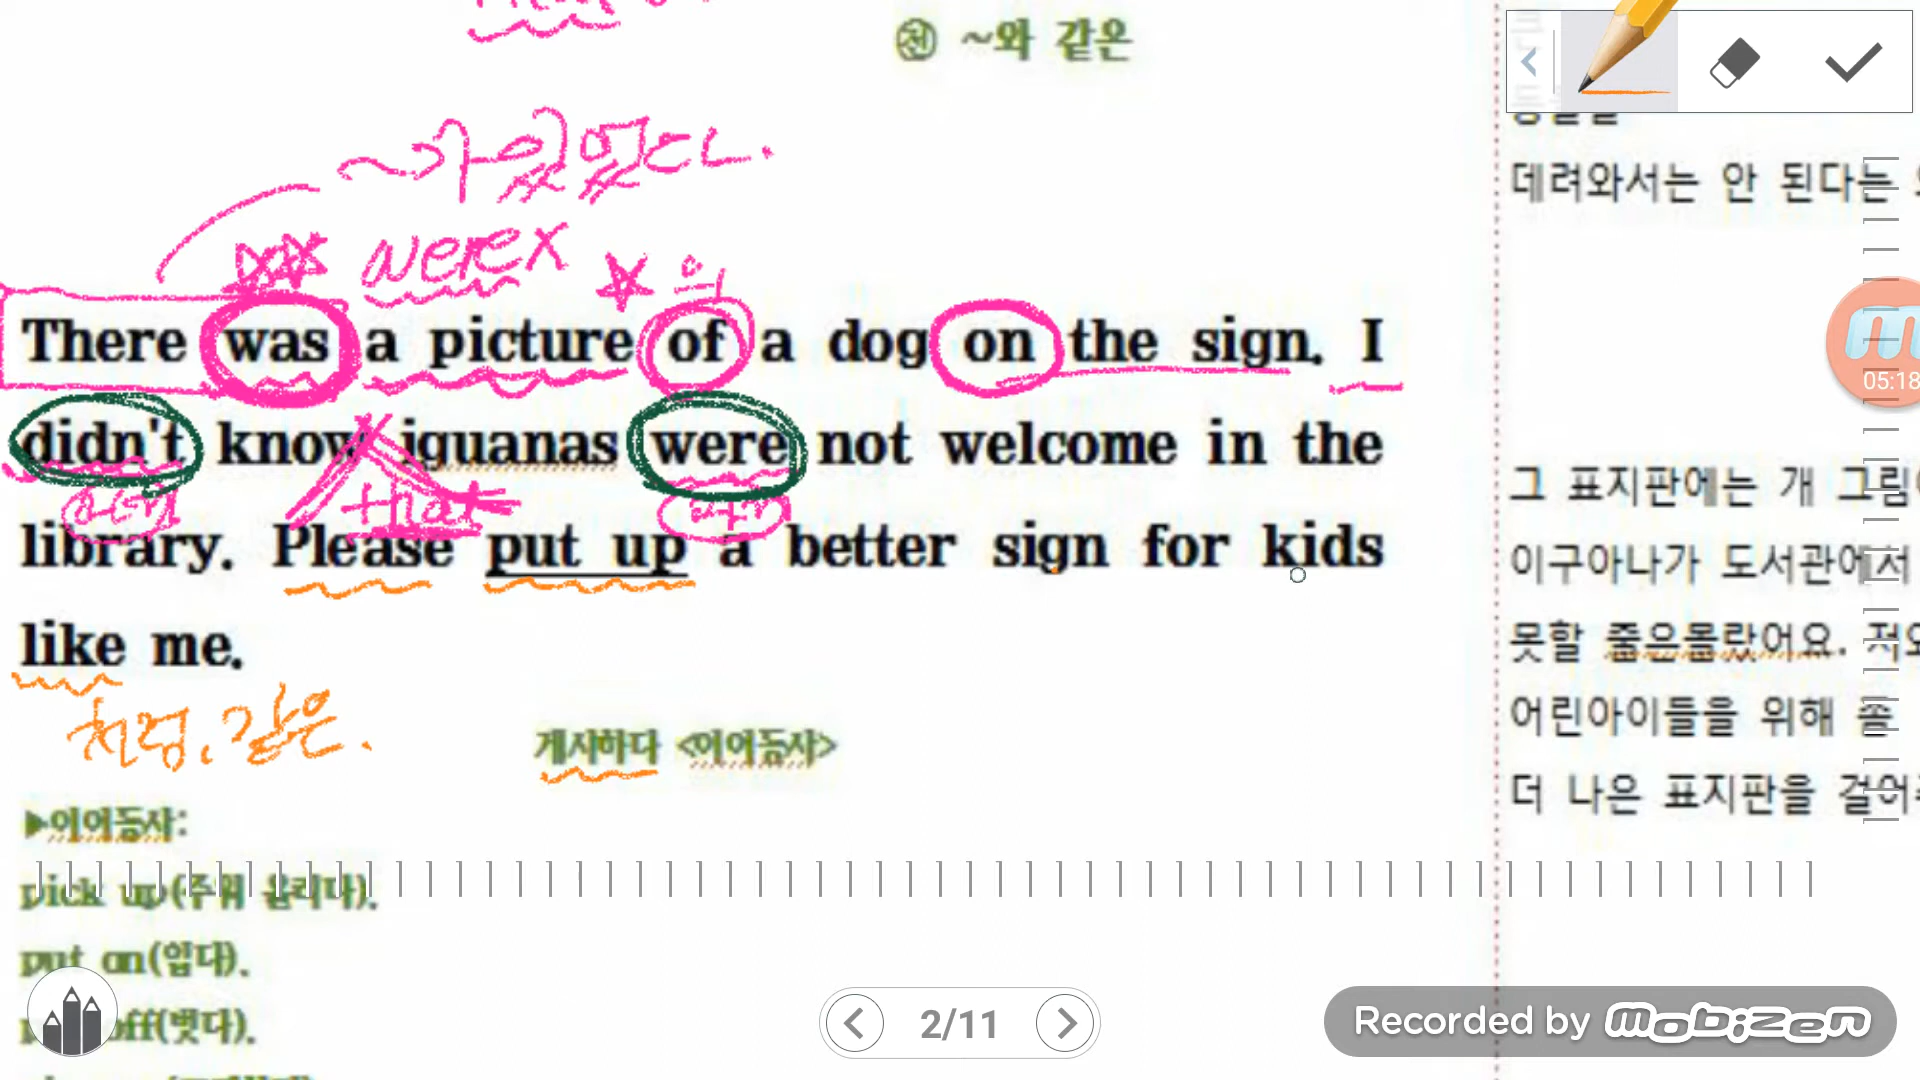 ㉠ ~와 같은
~가 있었다.
were X
의
데려와서는 안 된다는
There was a picture of a dog on the sign. I
didn't know iguanas were not welcome in the
that
library. Please put up a better sign for kids
like me.
처럼, 같은.
게시하다 <이어동사>
▶이어동사:
pick up(주워 올리다).
put on(입다).
off(벗다).
그 표지판에는 개 그림이
이구아나가 도서관에서
못할 줄은몰랐어요. 저와
어린아이들을 위해 좀
더 나은 표지판을 걸어주
05:18
2/11
Recorded by mobizen